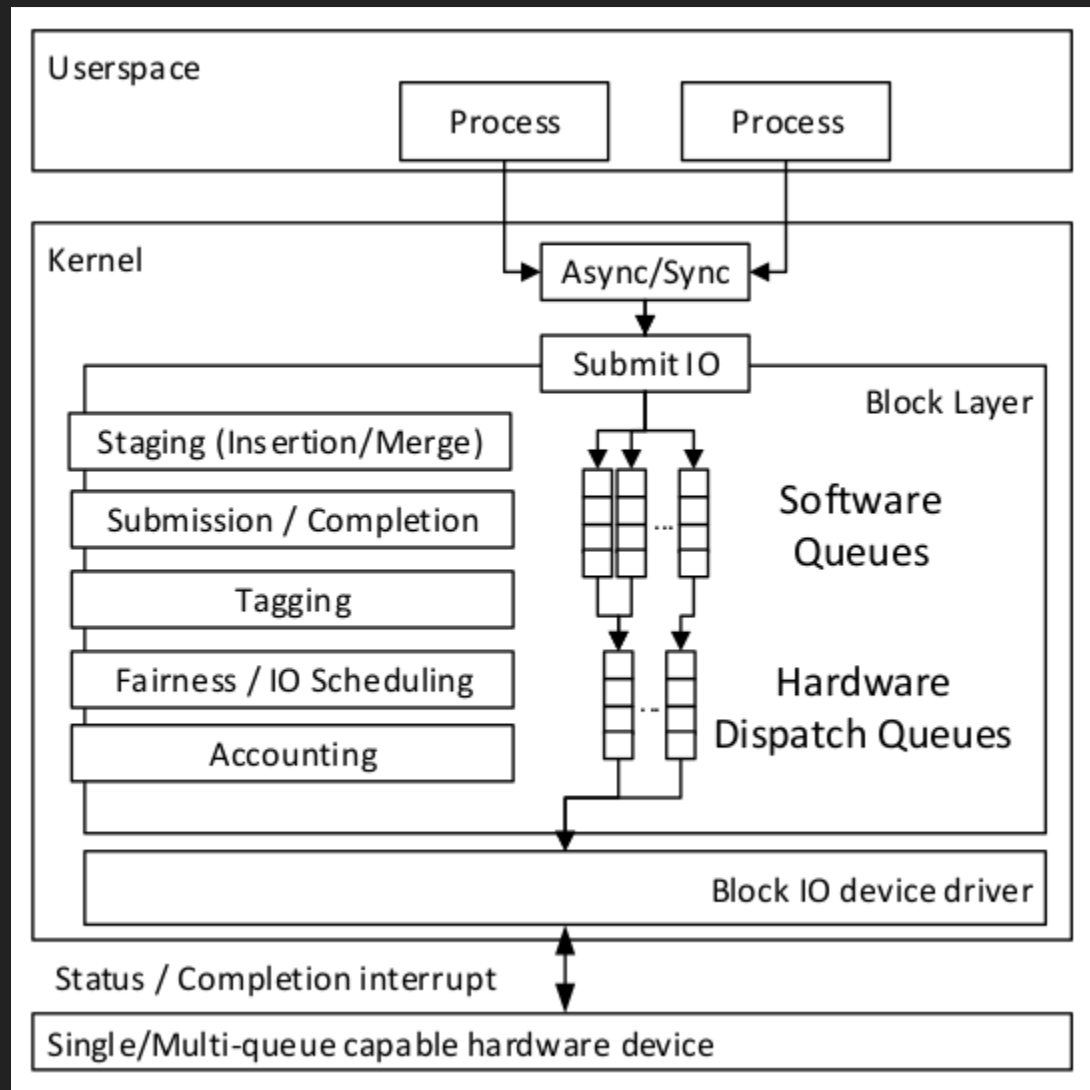 Userspace
Process
Process
Kernel
Async/Sync
Submit IO
Block Layer
Staging (Insertion/Merge)
Submission / Completion
Tagging
Fairness / IO Scheduling
Accounting
Software
Queues
...
Hardware
Dispatch Queues
...
Block IO device driver
Status / Completion interrupt
Single/Multi-queue capable hardware device